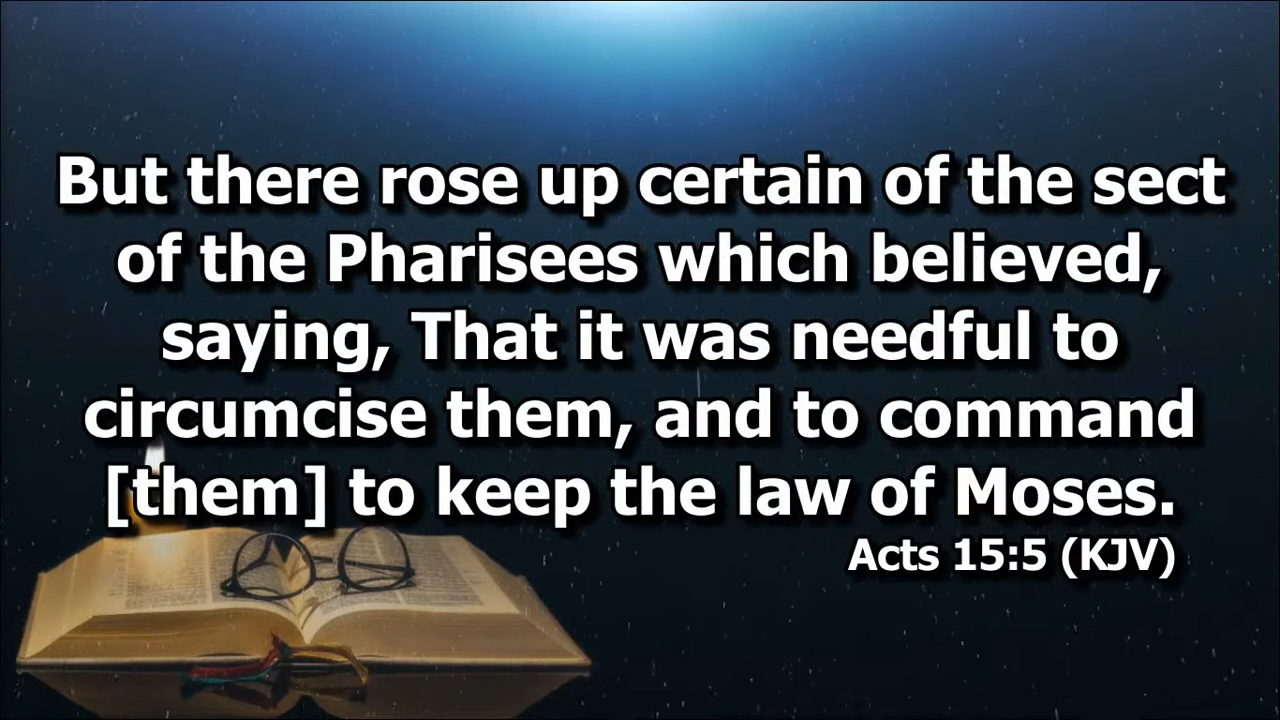 But there rose up certain of the sect
of the Pharisees which believed,
saying, That it was needful to
circumcise them, and to command
[them] to keep the law of Moses.
Acts 15:5 (KJV)